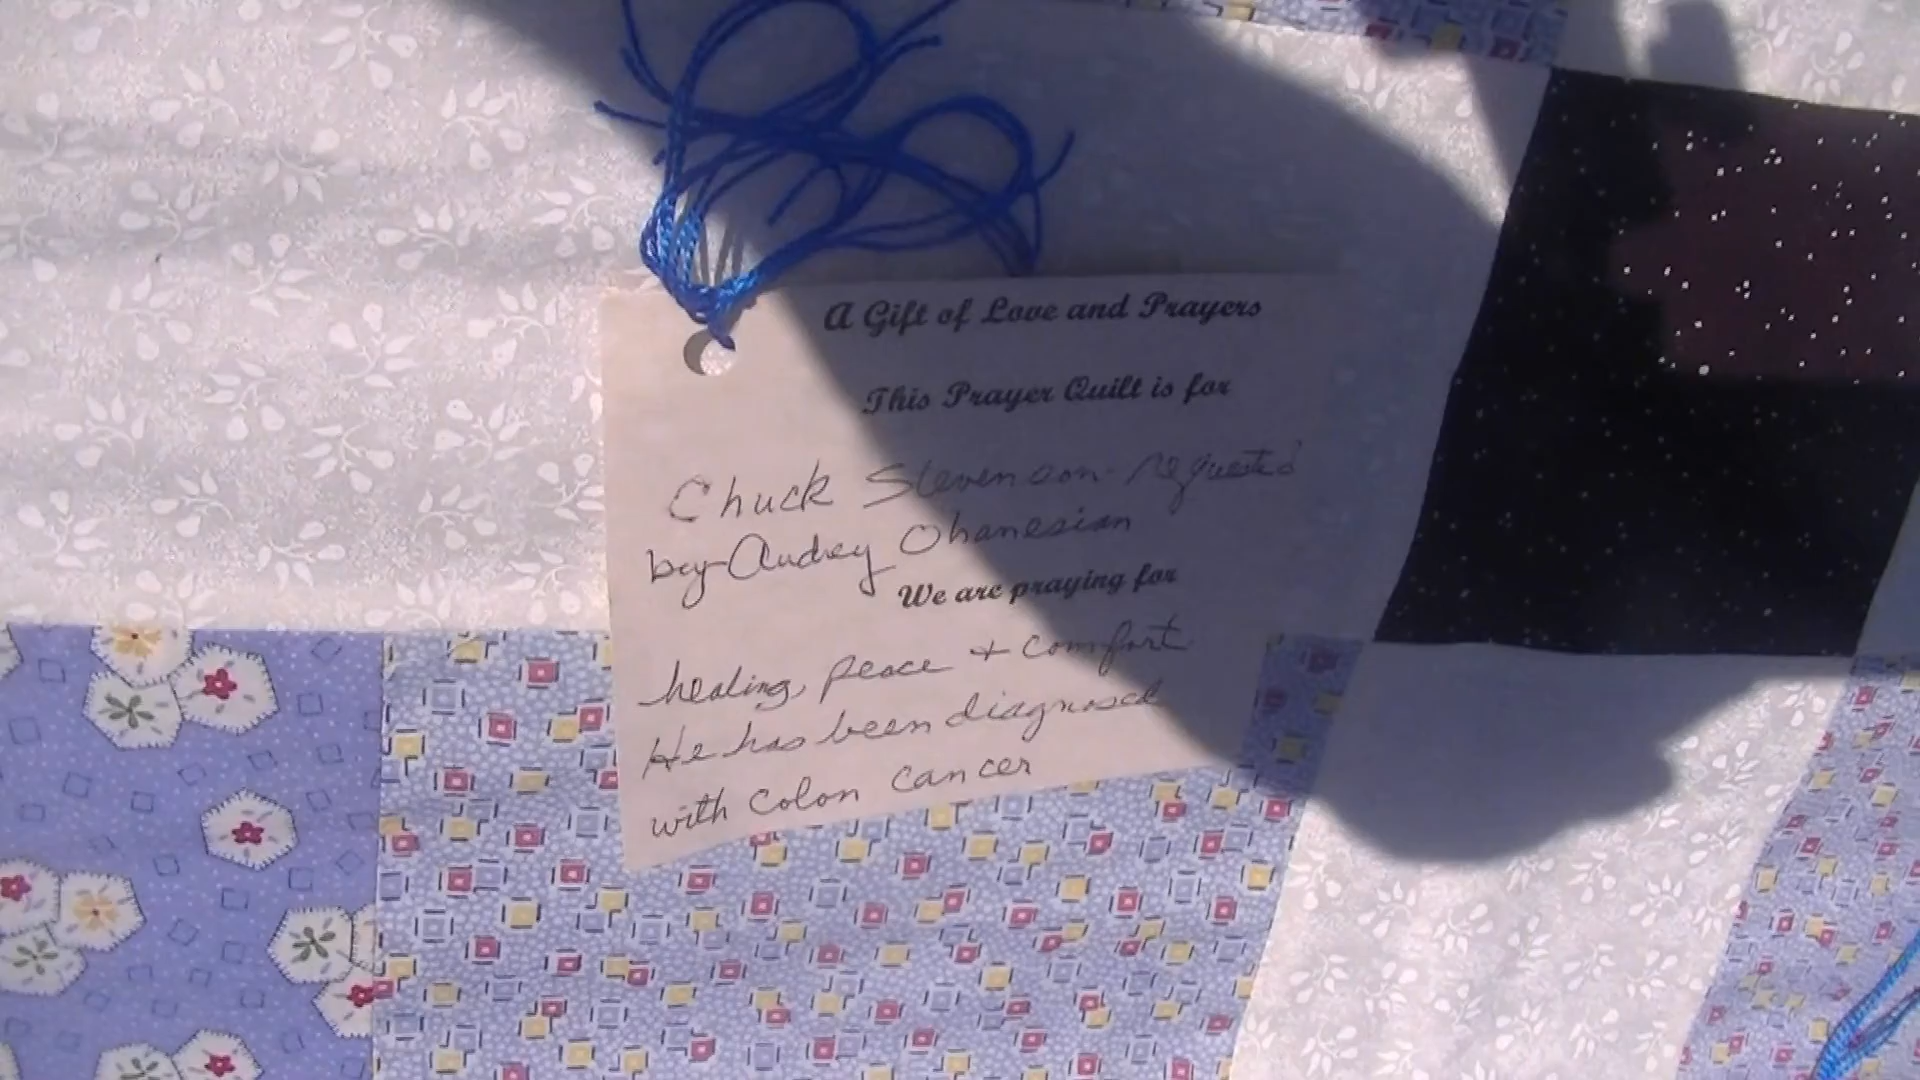 A Gift of Love and Prayers
This Prayer Quilt is for
Chuck Stevenson - requested
by Audrey Ohanesian
We are praying for
healing, peace + comfort
He has been diagnosed
with colon cancer